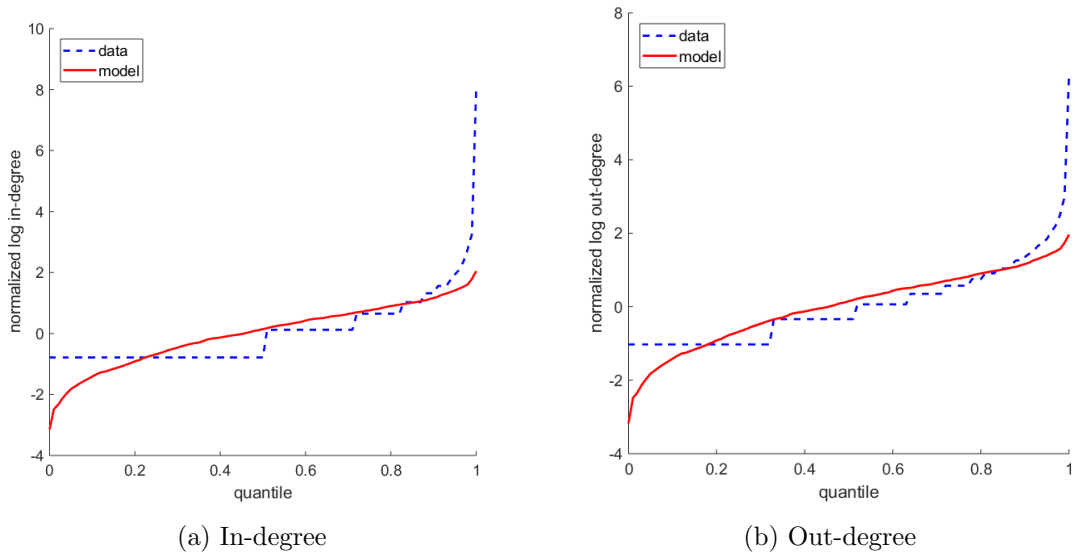 10
8
6
4
2
0
-2
-4
normalized log in-degree
data
model
0 0.2 0.4 0.6 0.8 1
quantile
(a) In-degree
8
6
4
2
0
-2
-4
normalized log out-degree
data
model
0 0.2 0.4 0.6 0.8 1
quantile
(b) Out-degree